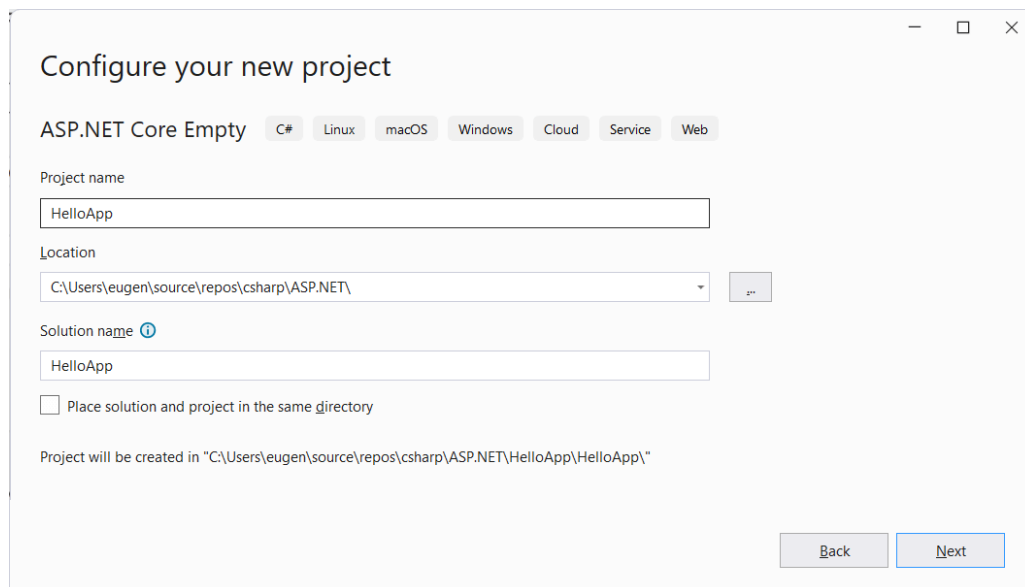 Configure your new project
ASP.NET Core Empty C# Linux macOS Windows Cloud Service Web
Project name
HelloApp
Location
C:\Users\eugen\source\repos\csharp\ASP.NET\
...
Solution name
HelloApp
Place solution and project in the same directory
Project will be created in "C:\Users\eugen\source\repos\csharp\ASP.NET\HelloApp\HelloApp\"
Back Next